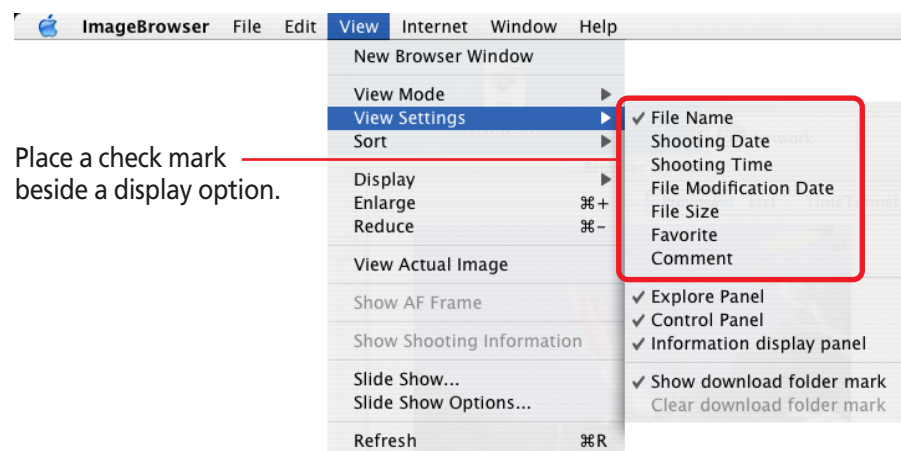 ImageBrowser File Edit View Internet Window Help
New Browser Window
View Mode
View Settings
Sort
Display
Enlarge ⌘+
Reduce ⌘-
View Actual Image
Show AF Frame
Show Shooting Information
Slide Show...
Slide Show Options...
Refresh ⌘R
✓ File Name
Shooting Date
Shooting Time
File Modification Date
File Size
Favorite
Comment
✓ Explore Panel
✓ Control Panel
✓ Information display panel
✓ Show download folder mark
Clear download folder mark
Place a check mark
beside a display option.
List TimeTunnel